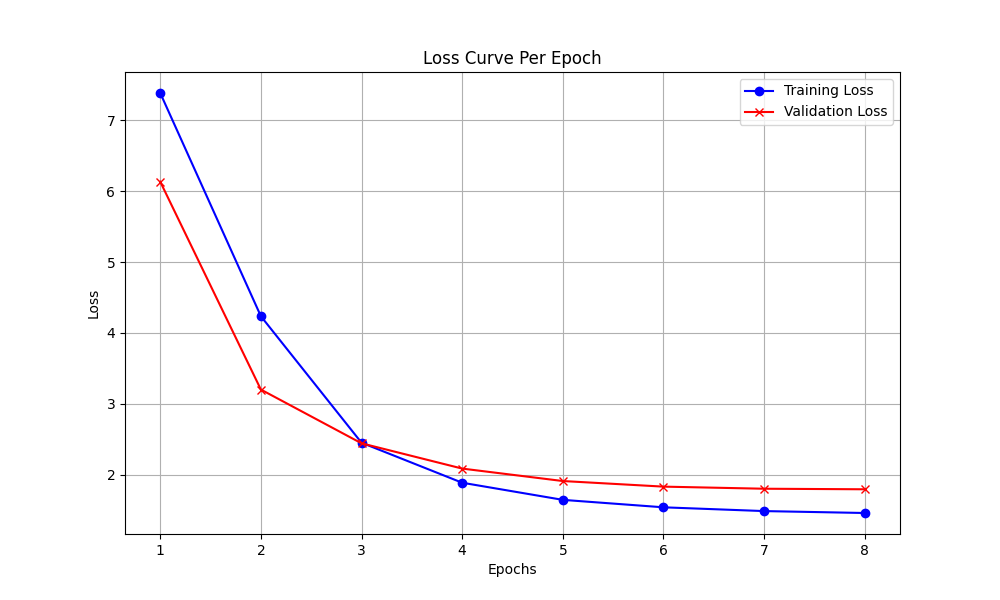 Loss Curve Per Epoch
Training Loss
Validation Loss
7
6
5
4
3
2
Loss
1 2 3 4 5 6 7 8
Epochs